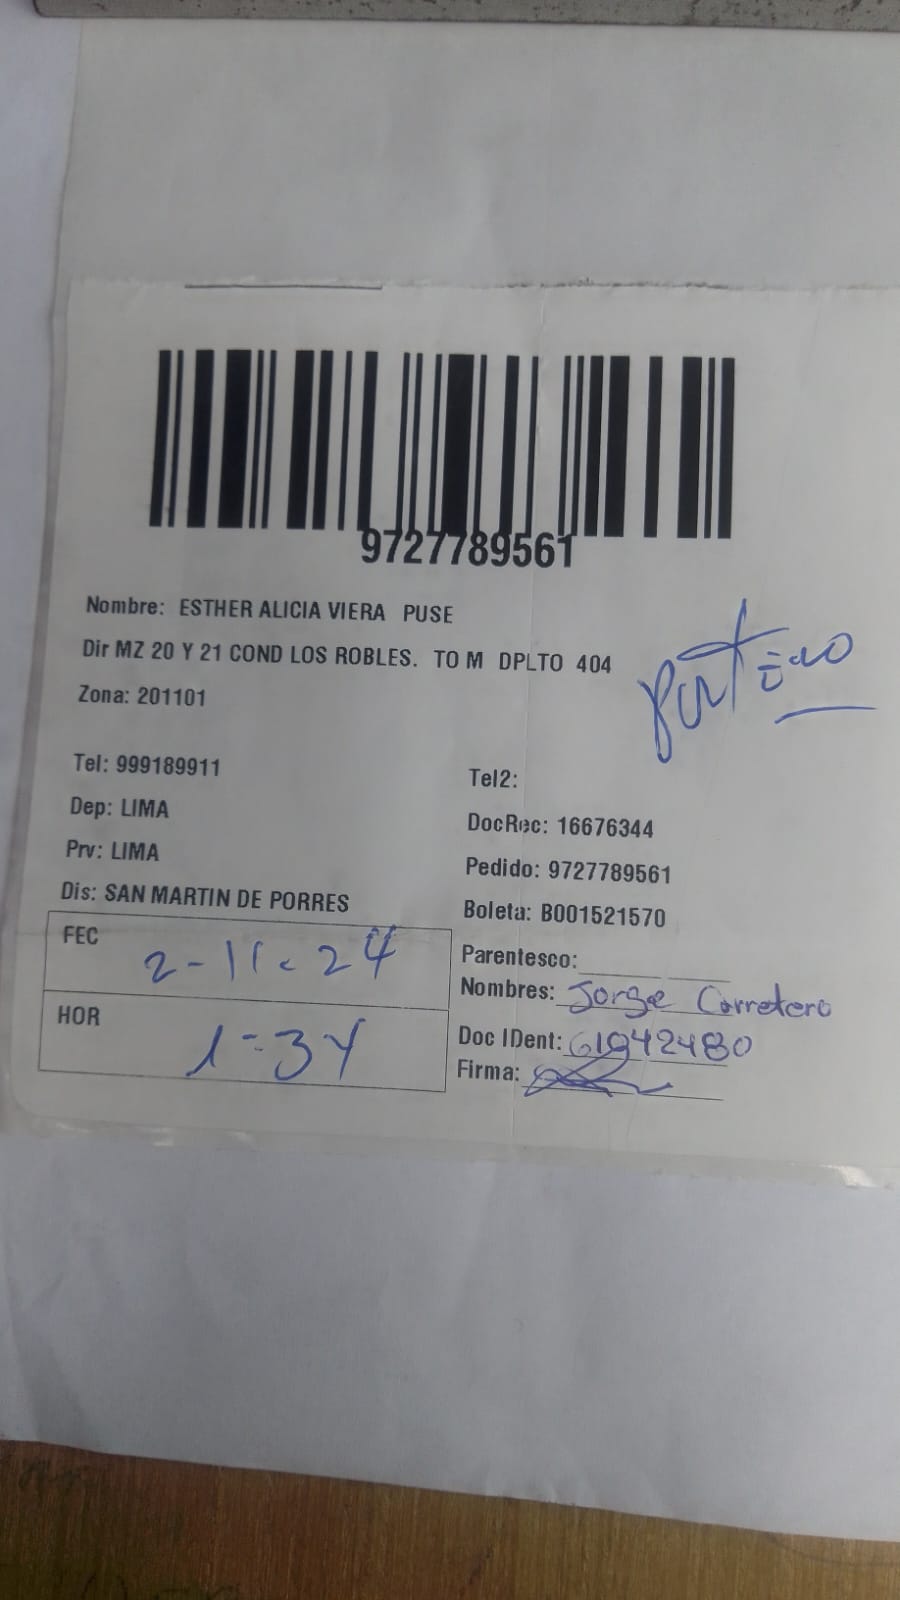 9727789561
Nombre: ESTHER ALICIA VIERA PUSE
Dir MZ 20 Y 21 COND LOS ROBLES. TO M DPLTO 404
Zona: 201101
Portero
Tel: 999189911
Tel2:
Dep: LIMA
DocRec: 16676344
Prv: LIMA
Pedido: 9727789561
Dis: SAN MARTIN DE PORRES
Boleta: B001521570
FEC 2-11-24
Parentesco:
Nombres: Jorge Carretero
HOR 1:34
Doc IDent: 61942480
Firma: